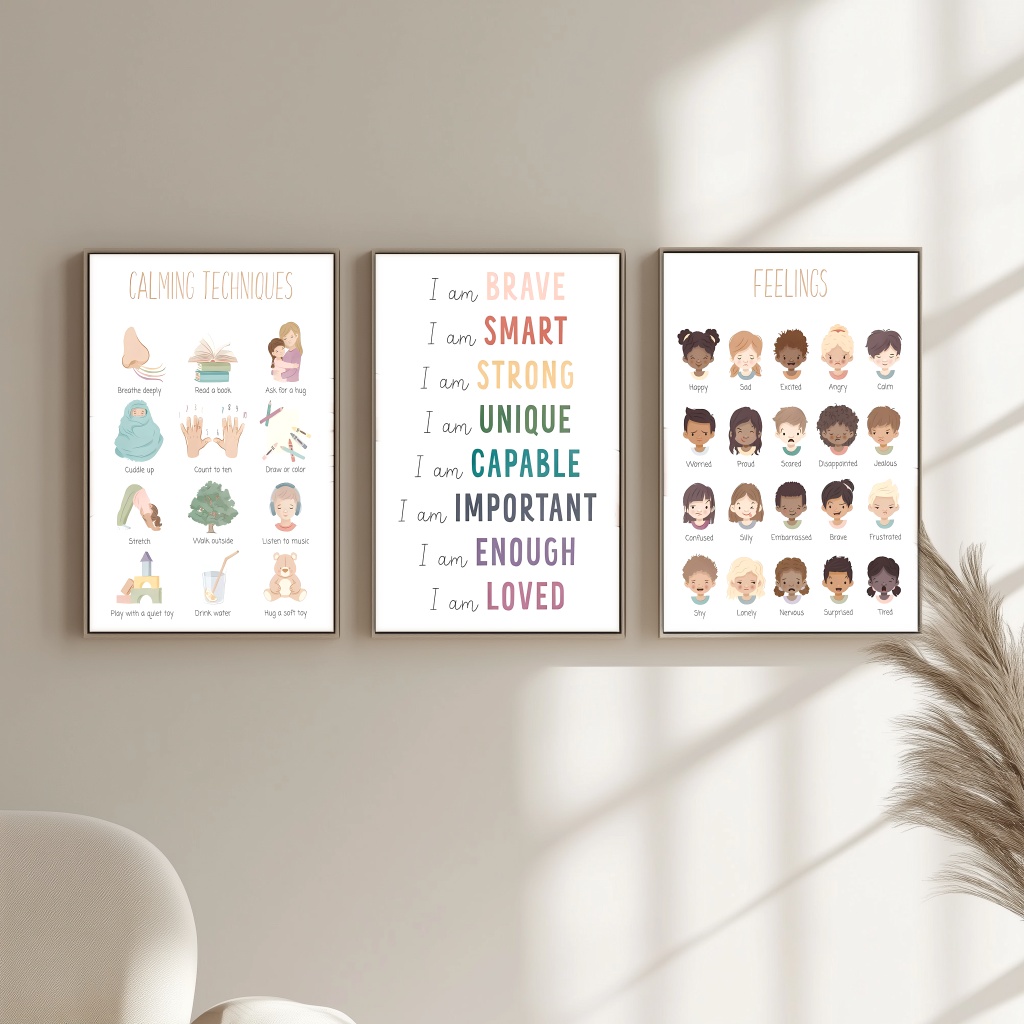 CALMING TECHNIQUES
Breathe deeply
Read a book
Ask for a hug
Cuddle up
Count to ten
Draw or color
Stretch
Walk outside
Listen to music
Play with a quiet toy
Drink water
Hug a soft toy
I am BRAVE
I am SMART
I am STRONG
I am UNIQUE
I am CAPABLE
I am IMPORTANT
I am ENOUGH
I am LOVED
FEELINGS
Happy
Sad
Excited
Angry
Calm
Worried
Proud
Scared
Disappointed
Jealous
Confused
Silly
Embarrassed
Brave
Frustrated
Shy
Lonely
Nervous
Surprised
Tired